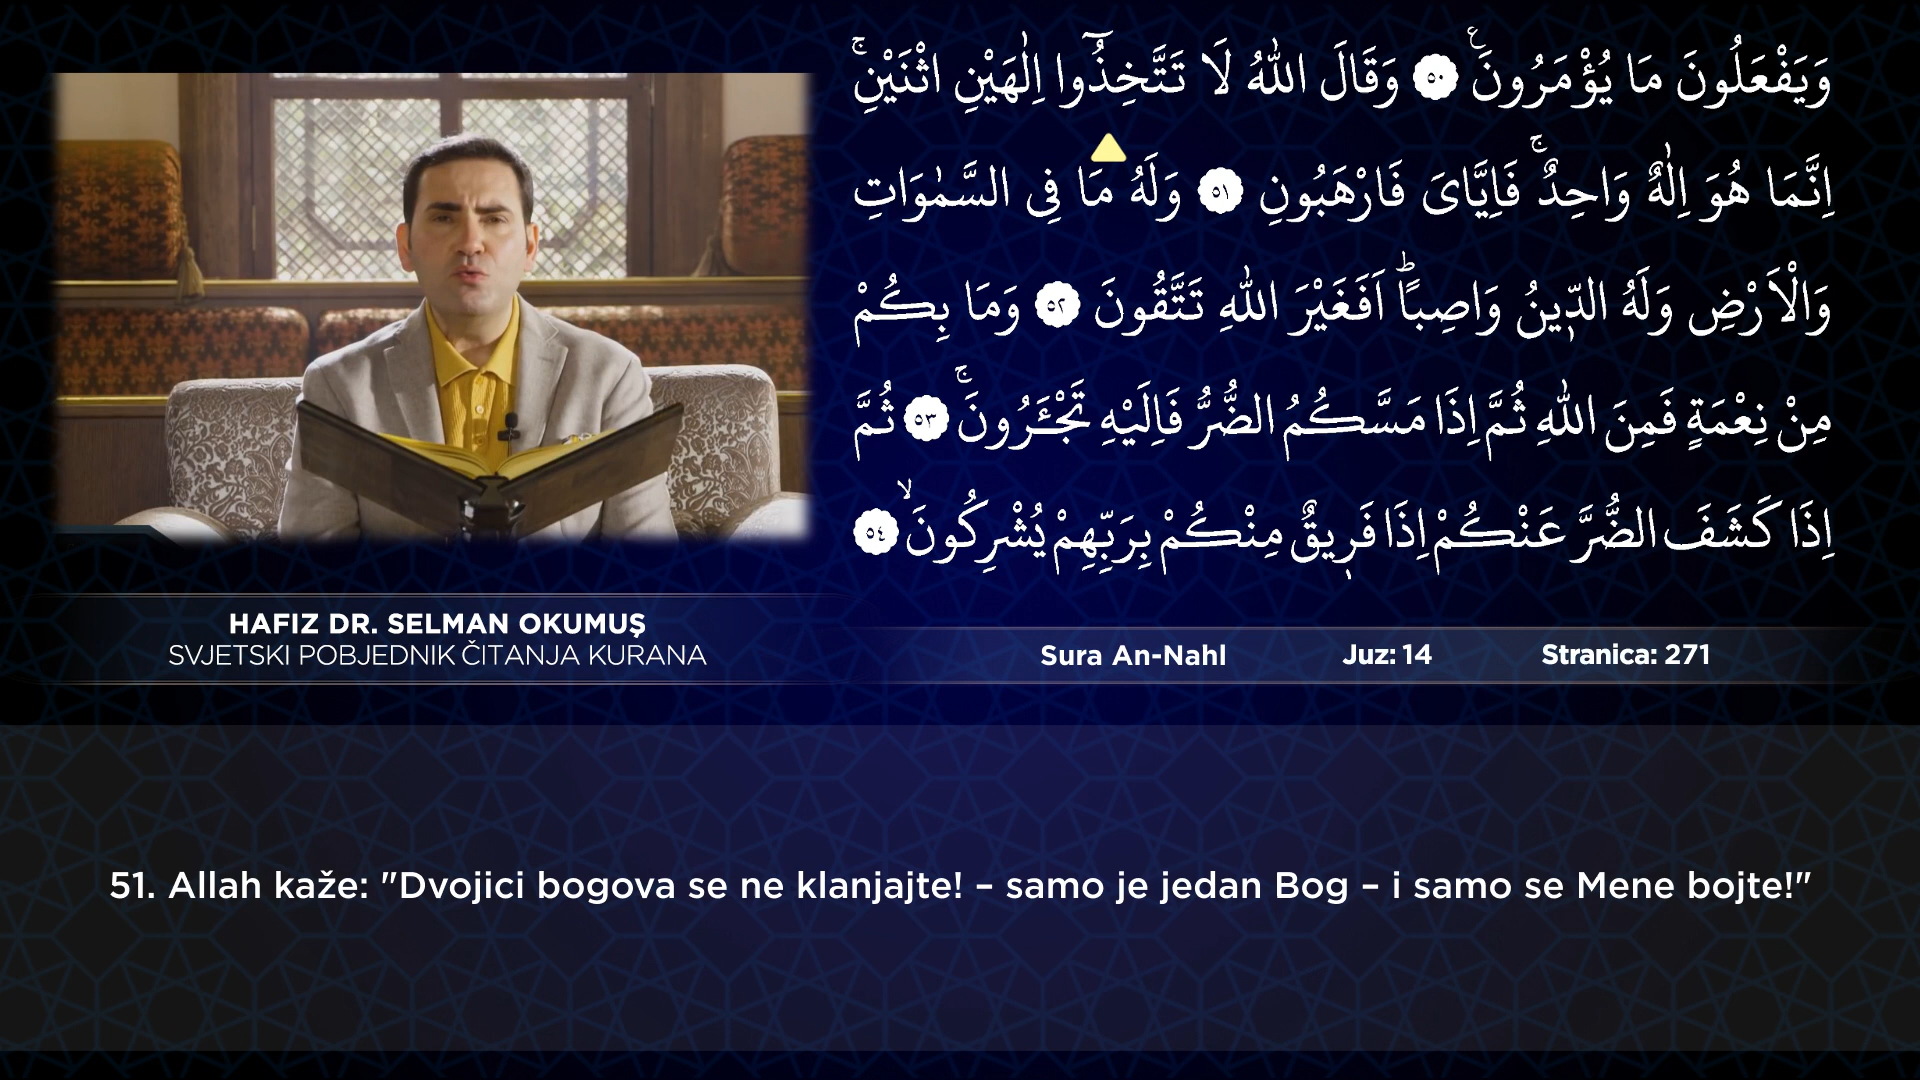 وَيَفْعَلُونَ مَا يُؤْمَرُونَ ۩ ﴿٥٠﴾ وَقَالَ اللّٰهُ لَا تَتَّخِذُٓوا اِلٰهَيْنِ اثْنَيْنِۚ
اِنَّمَا هُوَ اِلٰهٌ وَاحِدٌۚ فَاِيَّاىَ فَارْهَبُونِ ﴿٥١﴾ وَلَهُ مَا فِى السَّمٰوَاتِ
وَالْاَرْضِ وَلَهُ الدّ۪ينُ وَاصِباًۜ اَفَغَيْرَ اللّٰهِ تَتَّقُونَ ﴿٥٢﴾ وَمَا بِكُمْ
مِنْ نِعْمَةٍ فَمِنَ اللّٰهِ ثُمَّ اِذَا مَسَّكُمُ الضُّرُّ فَاِلَيْهِ تَجْـَٔرُونَۚ ﴿٥٣﴾ ثُمَّ
اِذَا كَشَفَ الضُّرَّ عَنْكُمْ اِذَا فَر۪يقٌ مِنْكُمْ بِرَبِّهِمْ يُشْرِكُونَۙ ﴿٥٤﴾
HAFIZ DR. SELMAN OKUMUŞ
SVJETSKI POBJEDNIK ČITANJA KURANA
Sura An-Nahl Juz: 14 Stranica: 271
51. Allah kaže: "Dvojici bogova se ne klanjajte! – samo je jedan Bog – i samo se Mene bojte!"